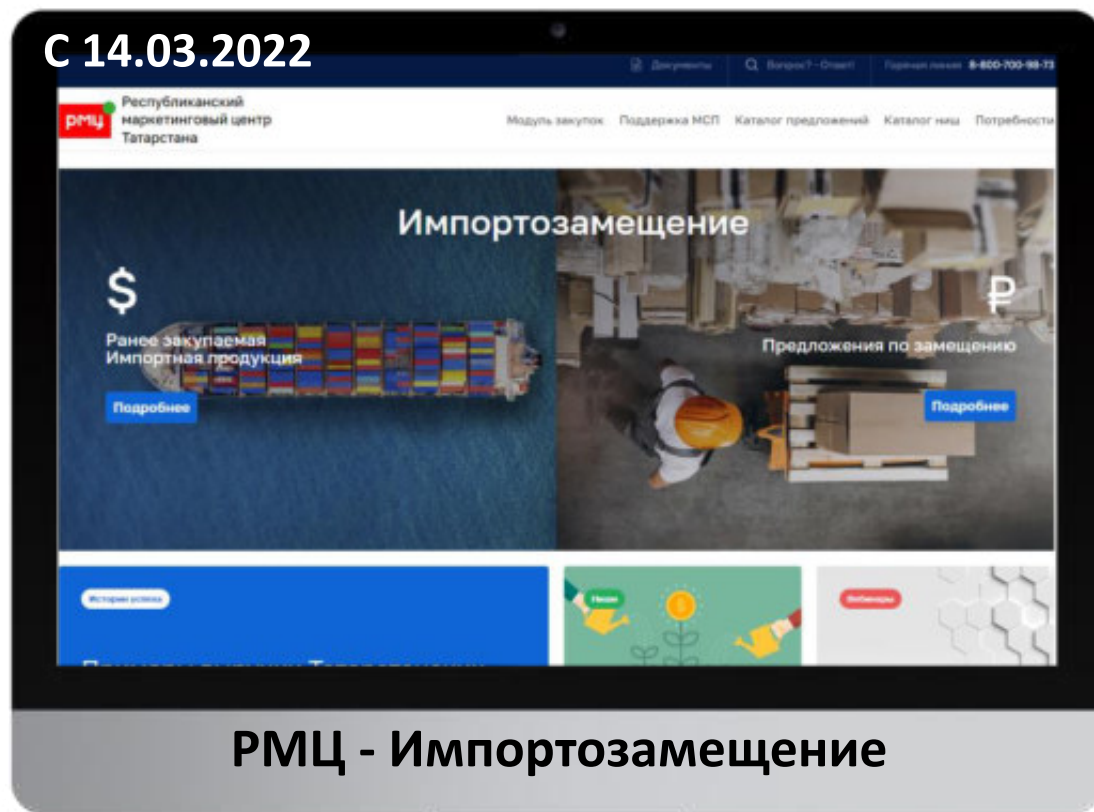 С 14.03.2022
Документы
Вопрос? - Ответ!
Горячая линия 8-800-700-98-73
рмц
Республиканский
маркетинговый центр
Татарстана
Модуль закупок
Поддержка МСП
Каталог предложений
Каталог ниш
Потребности
Импортозамещение
$
₽
Ранее закупаемая
Импортная продукция
Предложения по замещению
Подробнее
Подробнее
Истории успеха
Ниши
Вебинары
РМЦ - Импортозамещение